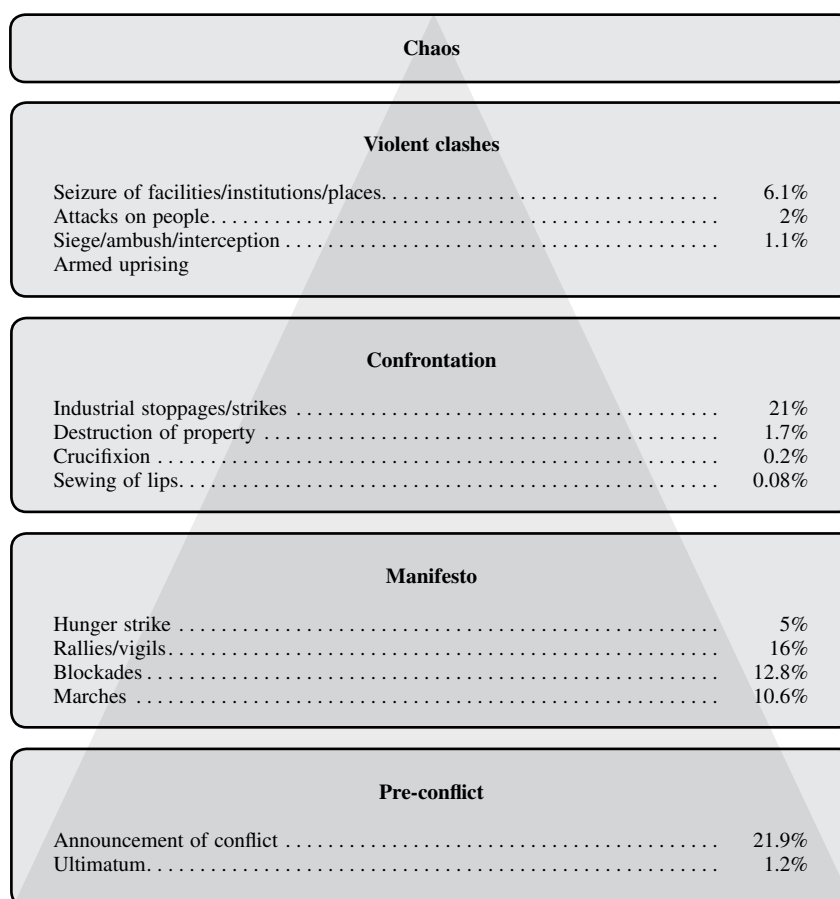 Chaos
Violent clashes
Seizure of facilities/institutions/places. . . . . . . . . . . . . . . . . . . . . . . . . . . . . . . . 6.1%
Attacks on people. . . . . . . . . . . . . . . . . . . . . . . . . . . . . . . . . . . . . . . . . . . . . . . . 2%
Siege/ambush/interception . . . . . . . . . . . . . . . . . . . . . . . . . . . . . . . . . . . . . . . . . 1.1%
Armed uprising
Confrontation
Industrial stoppages/strikes . . . . . . . . . . . . . . . . . . . . . . . . . . . . . . . . . . . . . . . . 21%
Destruction of property . . . . . . . . . . . . . . . . . . . . . . . . . . . . . . . . . . . . . . . . . . . 1.7%
Crucifixion . . . . . . . . . . . . . . . . . . . . . . . . . . . . . . . . . . . . . . . . . . . . . . . . . . . . . 0.2%
Sewing of lips. . . . . . . . . . . . . . . . . . . . . . . . . . . . . . . . . . . . . . . . . . . . . . . . . . . 0.08%
Manifesto
Hunger strike . . . . . . . . . . . . . . . . . . . . . . . . . . . . . . . . . . . . . . . . . . . . . . . . . . . 5%
Rallies/vigils. . . . . . . . . . . . . . . . . . . . . . . . . . . . . . . . . . . . . . . . . . . . . . . . . . . . 16%
Blockades . . . . . . . . . . . . . . . . . . . . . . . . . . . . . . . . . . . . . . . . . . . . . . . . . . . . . . 12.8%
Marches . . . . . . . . . . . . . . . . . . . . . . . . . . . . . . . . . . . . . . . . . . . . . . . . . . . . . . . 10.6%
Pre-conflict
Announcement of conflict . . . . . . . . . . . . . . . . . . . . . . . . . . . . . . . . . . . . . . . . . 21.9%
Ultimatum. . . . . . . . . . . . . . . . . . . . . . . . . . . . . . . . . . . . . . . . . . . . . . . . . . . . . . 1.2%